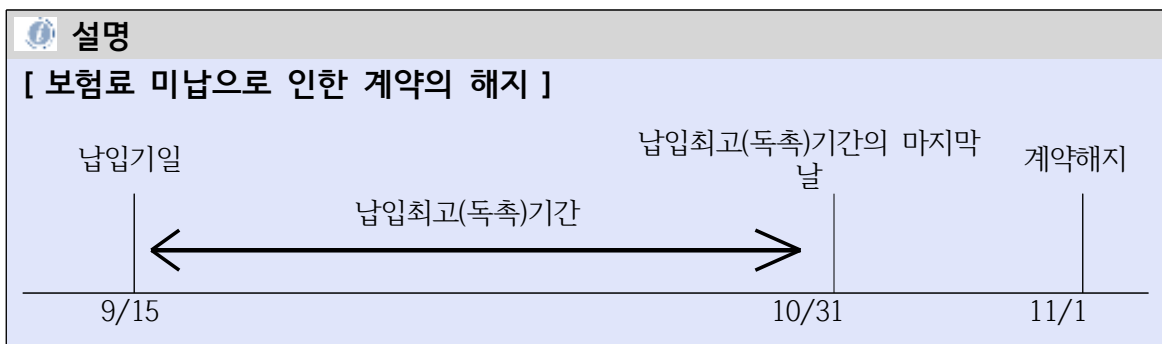 설명
[ 보험료 미납으로 인한 계약의 해지 ]
납입기일
납입최고(독촉)기간의 마지막
날
계약해지
납입최고(독촉)기간
9/15
10/31
11/1